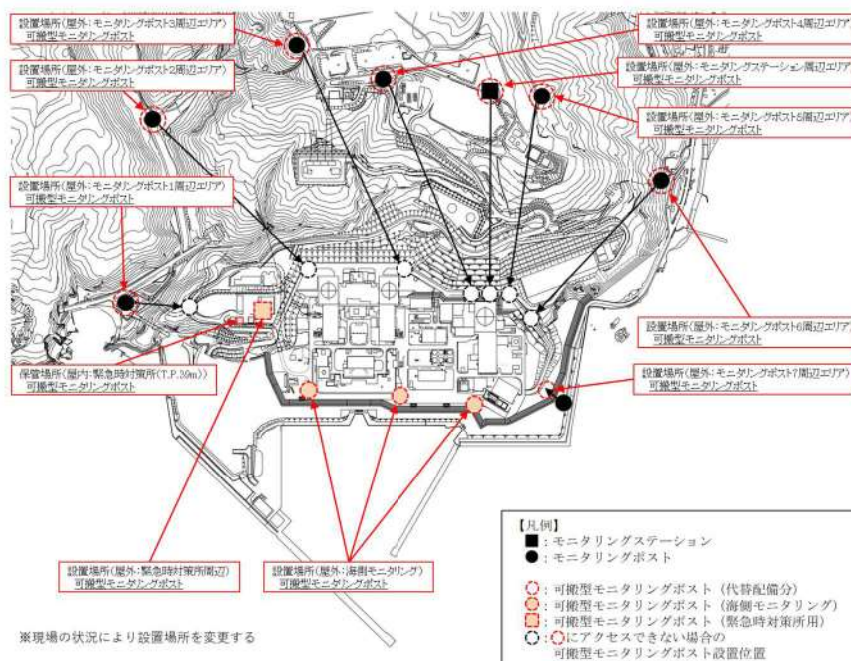 設置場所(屋外:モニタリングポスト3周辺エリア)
可搬型モニタリングポスト
設置場所(屋外:モニタリングポスト4周辺エリア)
可搬型モニタリングポスト
設置場所(屋外:モニタリングポスト2周辺エリア)
可搬型モニタリングポスト
設置場所(屋外:モニタリングステーション周辺エリア)
可搬型モニタリングポスト
設置場所(屋外:モニタリングポスト5周辺エリア)
可搬型モニタリングポスト
設置場所(屋外:モニタリングポスト1周辺エリア)
可搬型モニタリングポスト
設置場所(屋外:モニタリングポスト6周辺エリア)
可搬型モニタリングポスト
保管場所(屋内:緊急時対策所(T.P.39m))
可搬型モニタリングポスト
設置場所(屋外:モニタリングポスト7周辺エリア)
可搬型モニタリングポスト
設置場所(屋外:緊急時対策所周辺)
可搬型モニタリングポスト
設置場所(屋外:海側モニタリング)
可搬型モニタリングポスト
【凡例】
:モニタリングステーション
:モニタリングポスト
:可搬型モニタリングポスト(代替配備分)
:可搬型モニタリングポスト(海側モニタリング)
:可搬型モニタリングポスト(緊急時対策所用)
:にアクセスできない場合の
可搬型モニタリングポスト設置位置
※現場の状況により設置場所を変更する